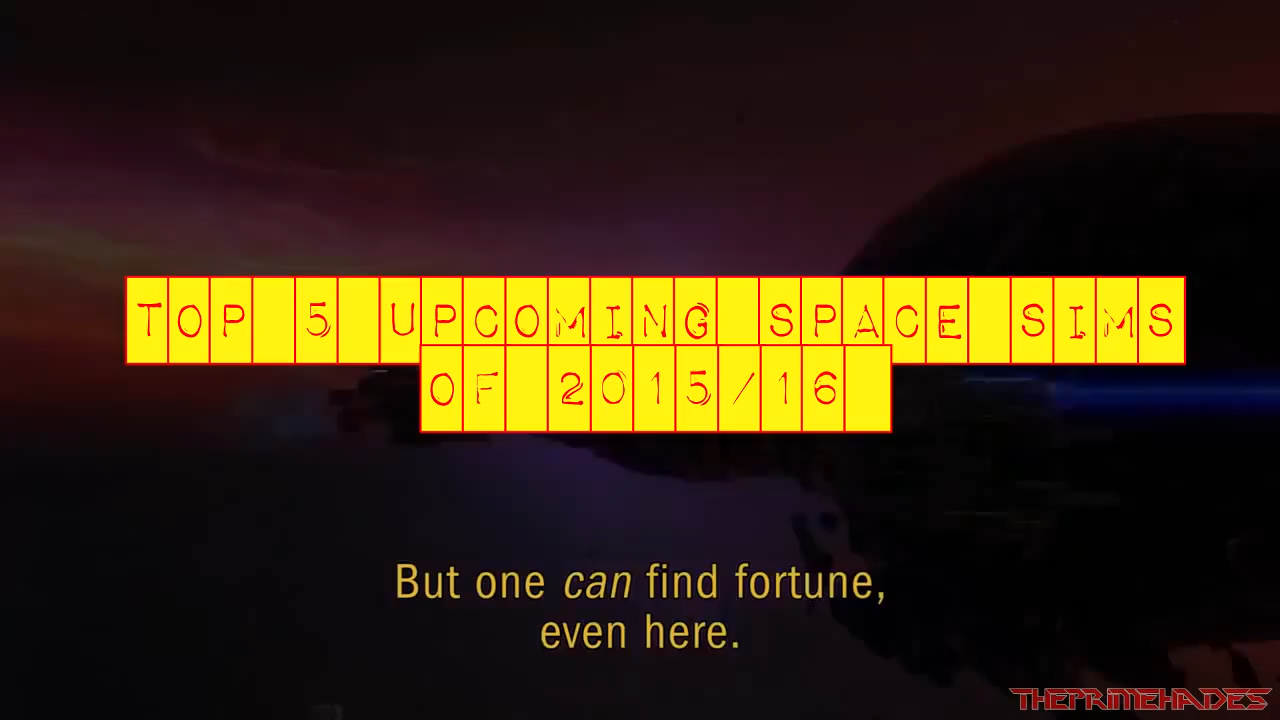 TOP 5 UPCOMING SPACE SIMS
OF 2015/16
But one can find fortune,
even here.
THEPRIMEHADES